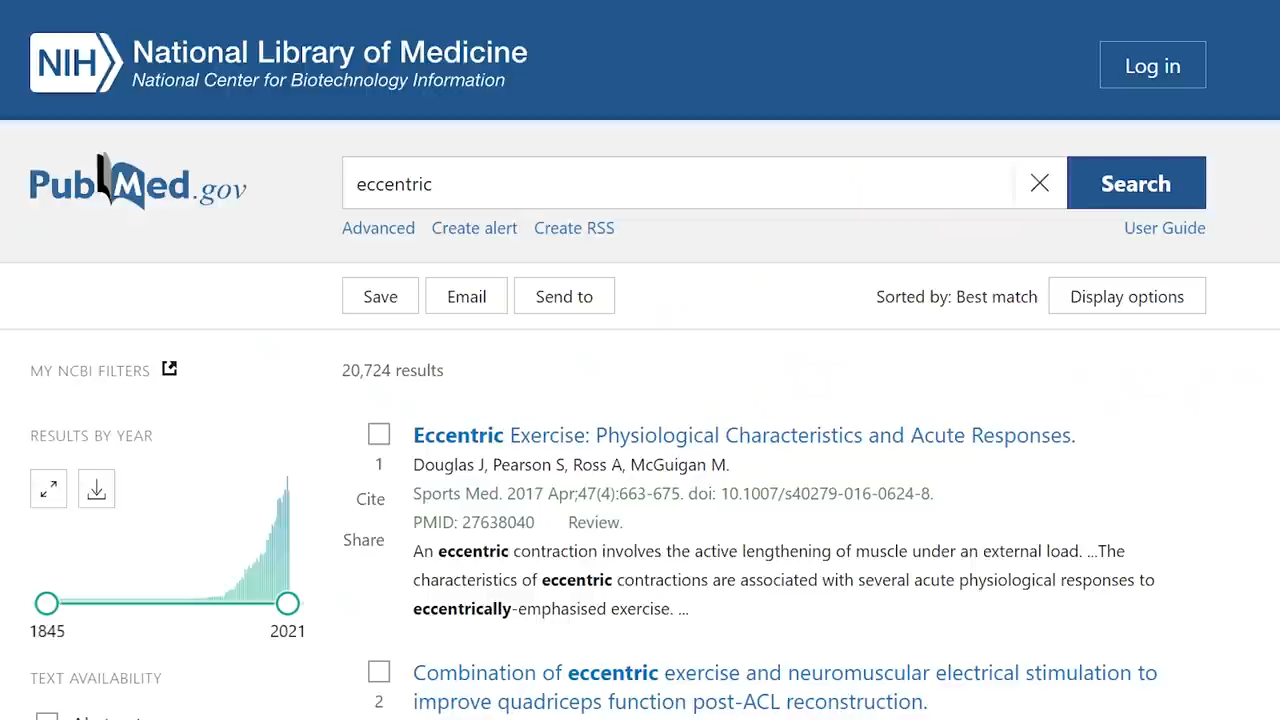 NIH National Library of Medicine
National Center for Biotechnology Information
Log in
PubMed.gov
eccentric
Search
Advanced Create alert Create RSS
User Guide
Save Email Send to
Sorted by: Best match Display options
MY NCBI FILTERS
20,724 results
RESULTS BY YEAR
1845 2021
TEXT AVAILABILITY
1
Cite
Share
Eccentric Exercise: Physiological Characteristics and Acute Responses.
Douglas J, Pearson S, Ross A, McGuigan M.
Sports Med. 2017 Apr;47(4):663-675. doi: 10.1007/s40279-016-0624-8.
PMID: 27638040 Review.
An eccentric contraction involves the active lengthening of muscle under an external load. ...The
characteristics of eccentric contractions are associated with several acute physiological responses to
eccentrically-emphasised exercise. ...
2
Combination of eccentric exercise and neuromuscular electrical stimulation to
improve quadriceps function post-ACL reconstruction.